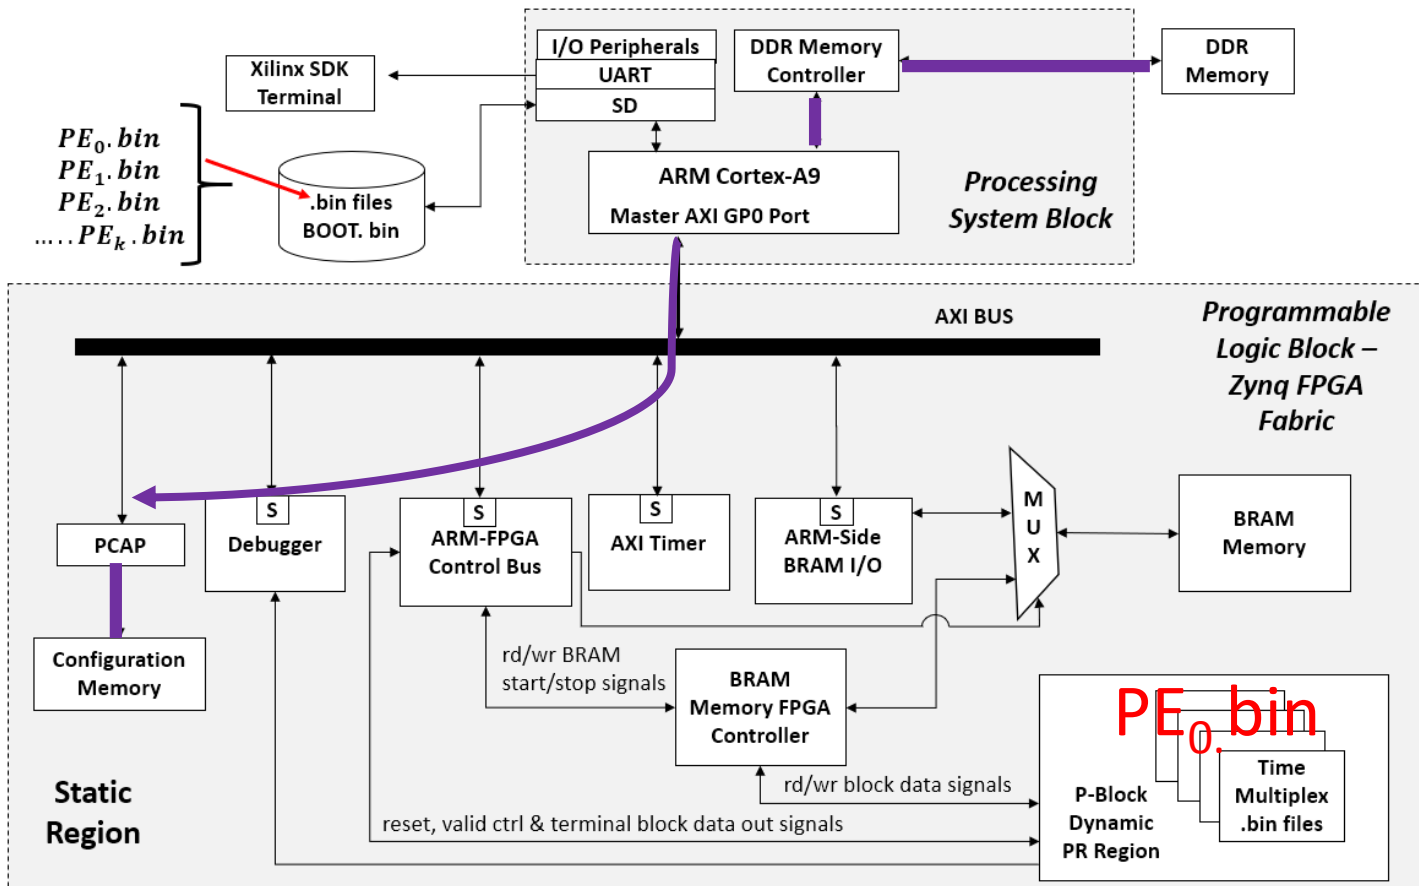 I/O Peripherals
UART
SD
DDR Memory
Controller
DDR
Memory
Xilinx SDK
Terminal
PE0.bin
PE1.bin
PE2.bin
..... PEk.bin
.bin files
BOOT. bin
ARM Cortex-A9
Master AXI GP0 Port
Processing
System Block
AXI BUS
Programmable
Logic Block –
Zynq FPGA
Fabric
PCAP
S
Debugger
S
ARM-FPGA
Control Bus
S
AXI Timer
S
ARM-Side
BRAM I/O
M
U
X
BRAM
Memory
Configuration
Memory
rd/wr BRAM
start/stop signals
BRAM
Memory FPGA
Controller
PE0.bin
Time
Multiplex
.bin files
P-Block
Dynamic
PR Region
rd/wr block data signals
reset, valid ctrl & terminal block data out signals
Static
Region